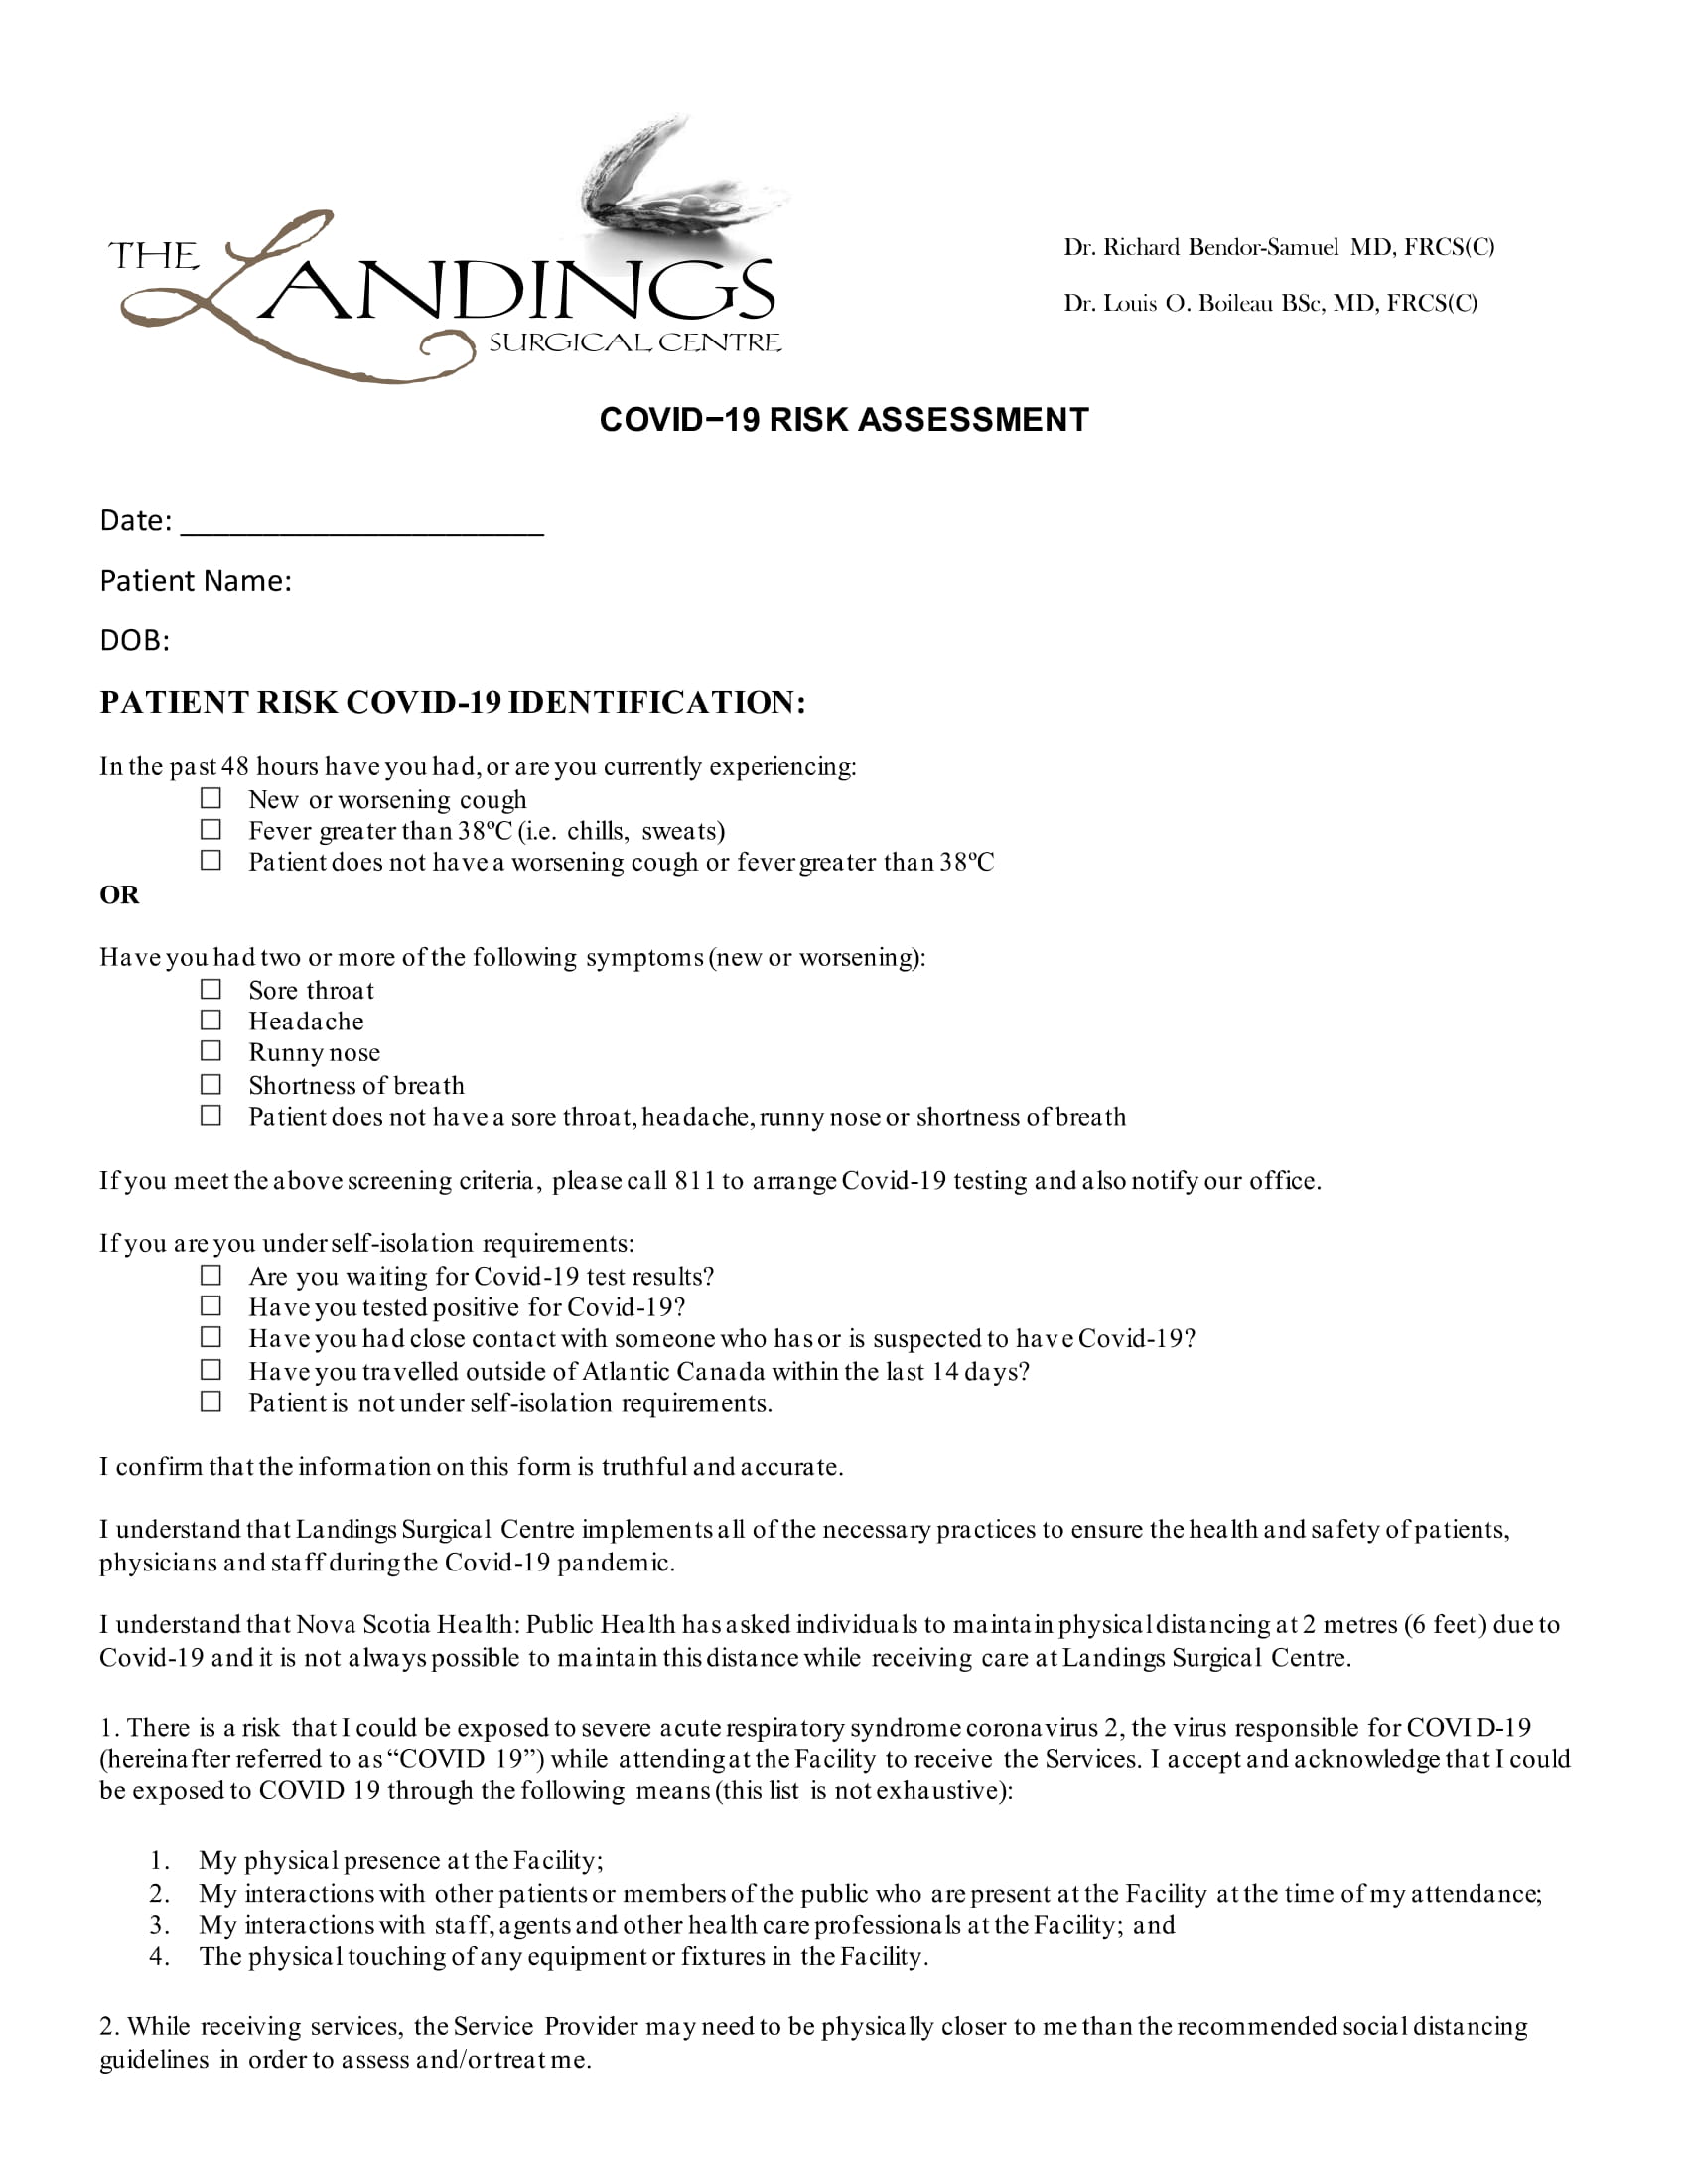 THE LANDINGS
SURGICAL CENTRE
Dr. Richard Bendor-Samuel MD, FRCS(C)
Dr. Louis O. Boileau BSc, MD, FRCS(C)
COVID−19 RISK ASSESSMENT
Date: ______________________
Patient Name:
DOB:
PATIENT RISK COVID-19 IDENTIFICATION:
In the past 48 hours have you had, or are you currently experiencing:
☐ New or worsening cough
☐ Fever greater than 38ºC (i.e. chills, sweats)
☐ Patient does not have a worsening cough or fever greater than 38ºC
OR
Have you had two or more of the following symptoms (new or worsening):
☐ Sore throat
☐ Headache
☐ Runny nose
☐ Shortness of breath
☐ Patient does not have a sore throat, headache, runny nose or shortness of breath
If you meet the above screening criteria, please call 811 to arrange Covid-19 testing and also notify our office.
If you are you under self-isolation requirements:
☐ Are you waiting for Covid-19 test results?
☐ Have you tested positive for Covid-19?
☐ Have you had close contact with someone who has or is suspected to have Covid-19?
☐ Have you travelled outside of Atlantic Canada within the last 14 days?
☐ Patient is not under self-isolation requirements.
I confirm that the information on this form is truthful and accurate.
I understand that Landings Surgical Centre implements all of the necessary practices to ensure the health and safety of patients,
physicians and staff during the Covid-19 pandemic.
I understand that Nova Scotia Health: Public Health has asked individuals to maintain physical distancing at 2 metres (6 feet) due to
Covid-19 and it is not always possible to maintain this distance while receiving care at Landings Surgical Centre.
1. There is a risk that I could be exposed to severe acute respiratory syndrome coronavirus 2, the virus responsible for COVID-19
(hereinafter referred to as “COVID 19”) while attending at the Facility to receive the Services. I accept and acknowledge that I could
be exposed to COVID 19 through the following means (this list is not exhaustive):
1. My physical presence at the Facility;
2. My interactions with other patients or members of the public who are present at the Facility at the time of my attendance;
3. My interactions with staff, agents and other health care professionals at the Facility; and
4. The physical touching of any equipment or fixtures in the Facility.
2. While receiving services, the Service Provider may need to be physically closer to me than the recommended social distancing
guidelines in order to assess and/or treat me.